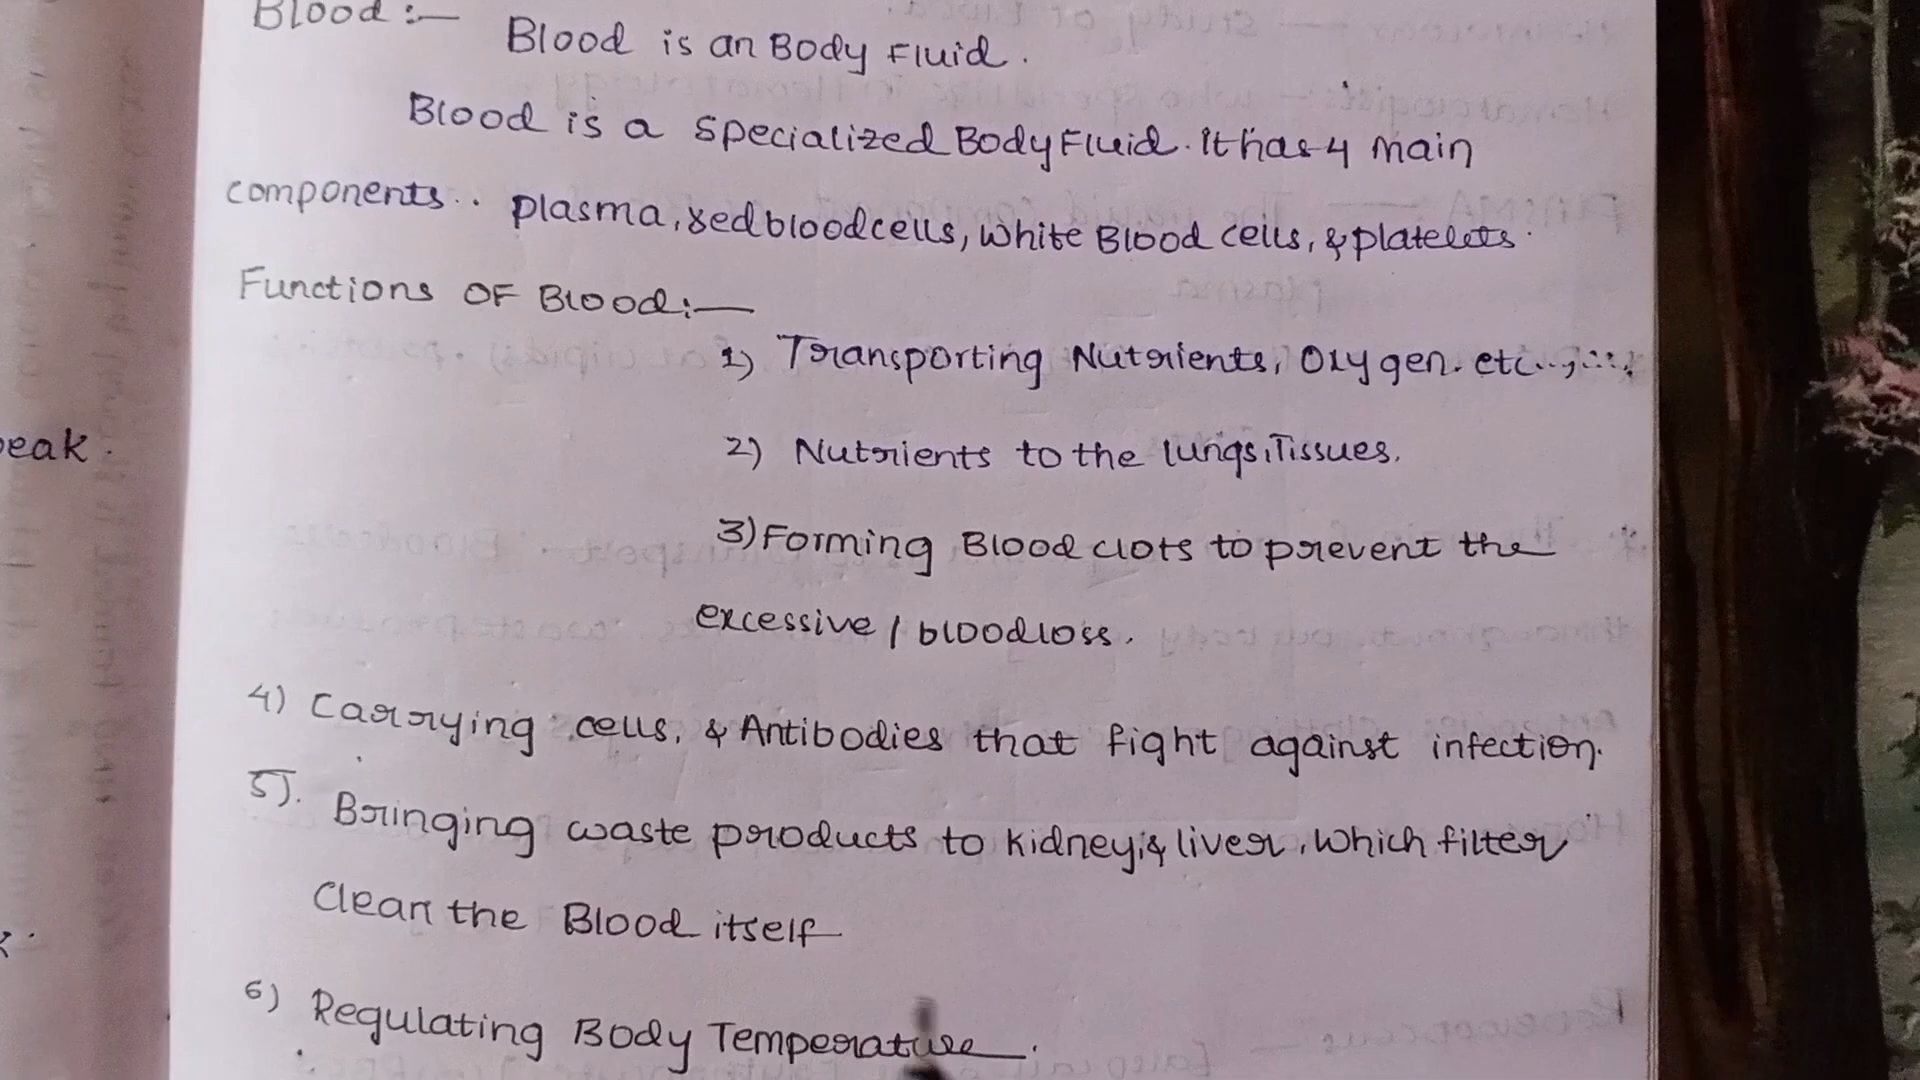 Blood :—
Blood is an Body Fluid.
Blood is a specialized Body Fluid. It has 4 main
components.. plasma, red blood cells, White Blood cells, & platelets.
Functions OF Blood:—
1) Transporting Nutrients, Oxygen. etc..,...
2) Nutrients to the lungs, Tissues.
3) Forming Blood clots to prevent the
excessive / bloodloss.
eak.
4) Carrying cells, & Antibodies that fight against infection.
5). Bringing waste products to kidney,& liver, Which filter
Clean the Blood itself
6) Regulating Body Temperature.